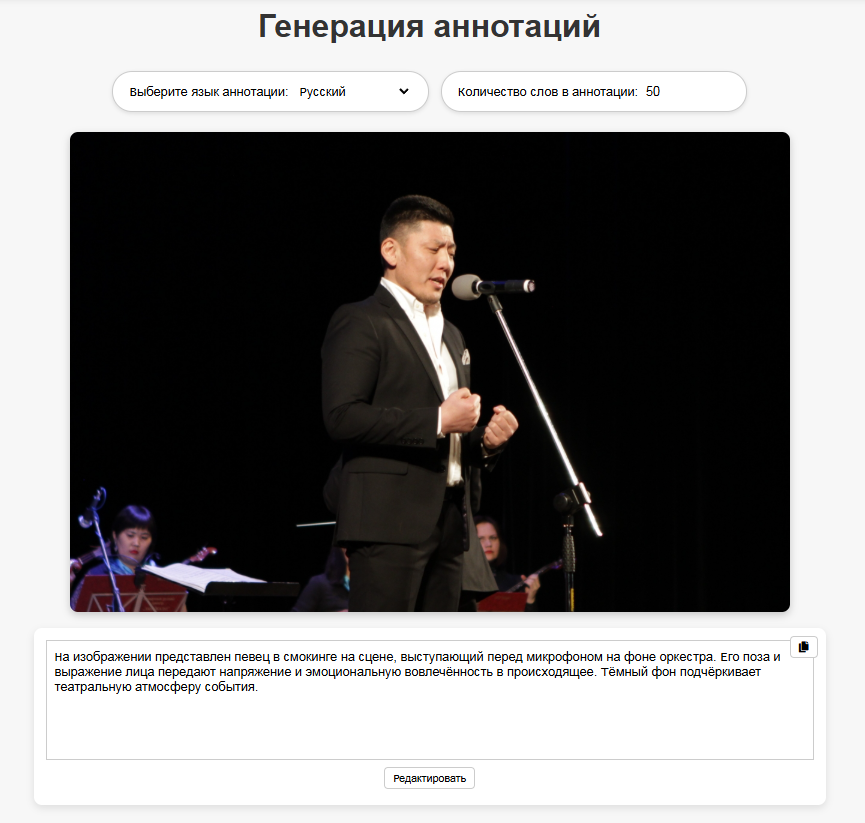 Генерация аннотаций
Выберите язык аннотации: Русский
Количество слов в аннотации: 50
На изображении представлен певец в смокинге на сцене, выступающий перед микрофоном на фоне оркестра. Его поза и
выражение лица передают напряжение и эмоциональную вовлечённость в происходящее. Тёмный фон подчёркивает
театральную атмосферу события.
Редактировать